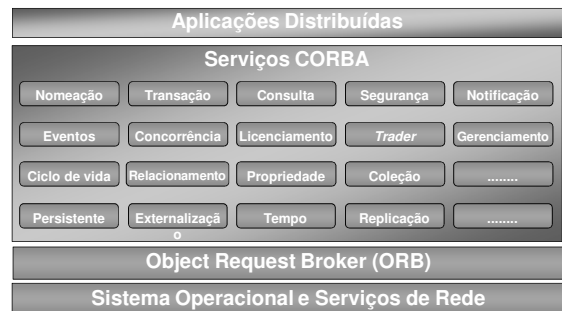 Aplicações Distribuídas
Serviços CORBA
Nomeação Transação Consulta Segurança Notificação
Eventos Concorrência Licenciamento Trader Gerenciamento
Ciclo de vida Relacionamento Propriedade Coleção ........
Persistente Externalizaçã Tempo Replicação ........
o
Object Request Broker (ORB)
Sistema Operacional e Serviços de Rede